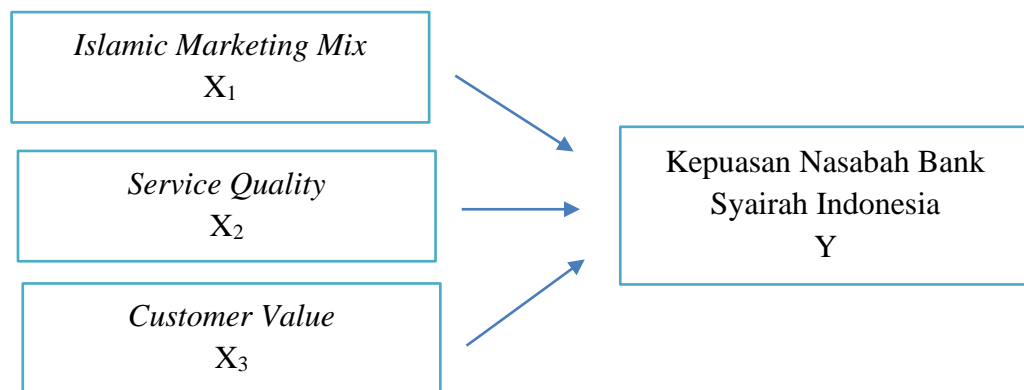 Islamic Marketing Mix
X1
Service Quality
X2
Customer Value
X3
Kepuasan Nasabah Bank
Syairah Indonesia
Y